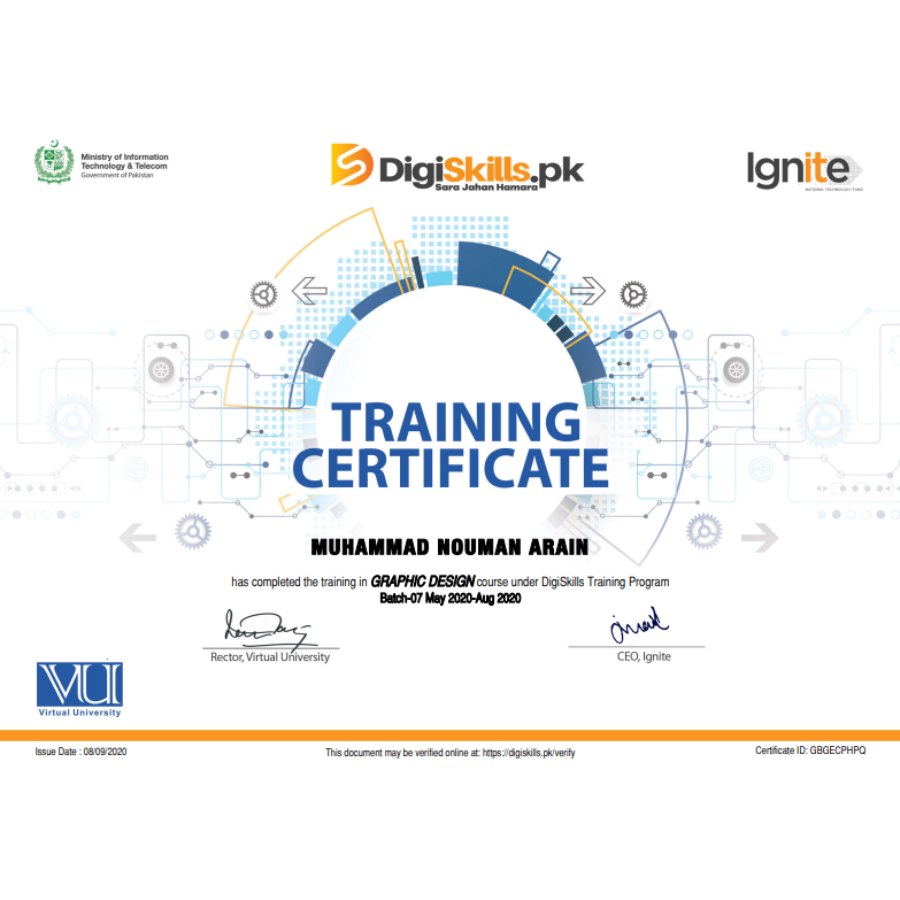 Ministry of Information
Technology & Telecom
Government of Pakistan
DigiSkills.pk
Sara Jahan Hamara
Ignite
NATIONAL TECHNOLOGY FUND
TRAINING
CERTIFICATE
MUHAMMAD NOUMAN ARAIN
has completed the training in GRAPHIC DESIGN course under DigiSkills Training Program
Batch-07 May 2020-Aug 2020
Rector, Virtual University
CEO, Ignite
VU
Virtual University
Issue Date : 08/09/2020
This document may be verified online at: https://digiskills.pk/verify
Certificate ID: GBGECPHPQ